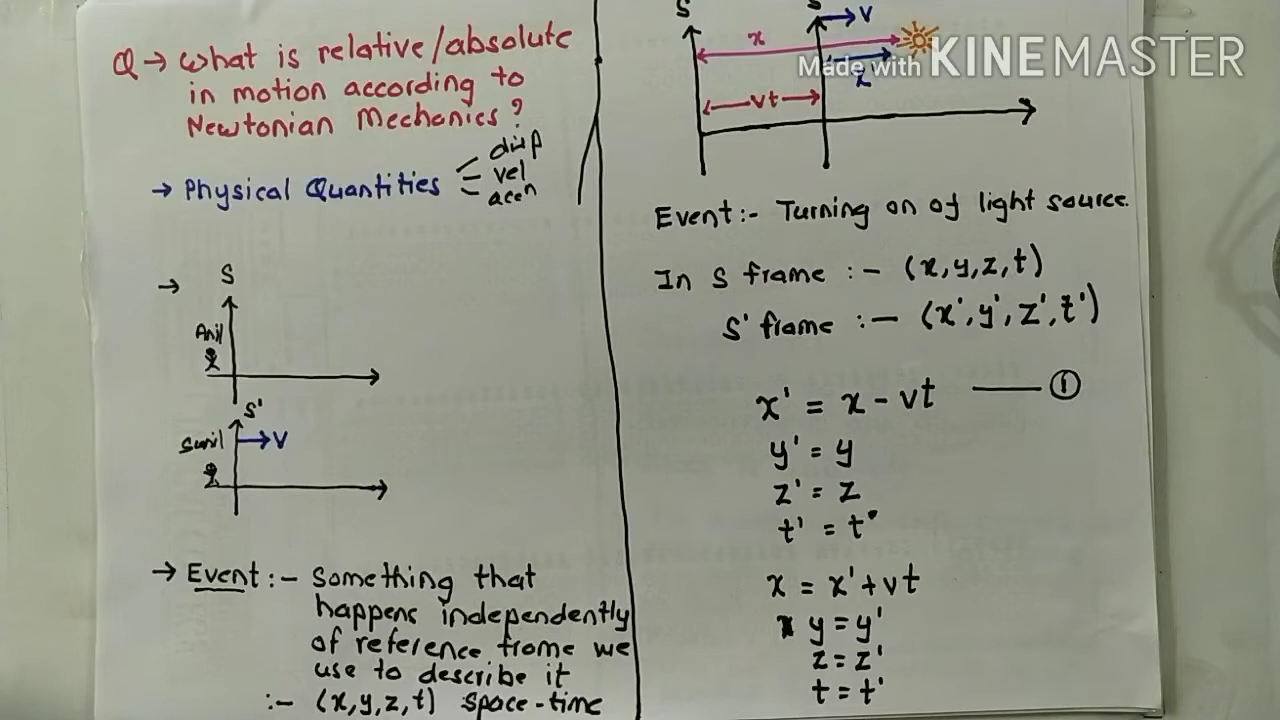 Q → What is relative/absolute
in motion according to
Newtonian Mechanics?
→ Physical Quantities
disp
vel
accn
→ S
Anil
S'
Sunil
V
→ Event :- Something that
happens independently
of reference frame we
use to describe it
:- (x,y,z,t) space-time
S
V
x
Made with KINEMASTER
vt
Event :- Turning on of light source.
In S frame :- (x,y,z,t)
S' frame :- (x',y',z',t')
x' = x - vt —— ①
y' = y
z' = z
t' = t
x = x' + vt
y = y'
z = z'
t = t'